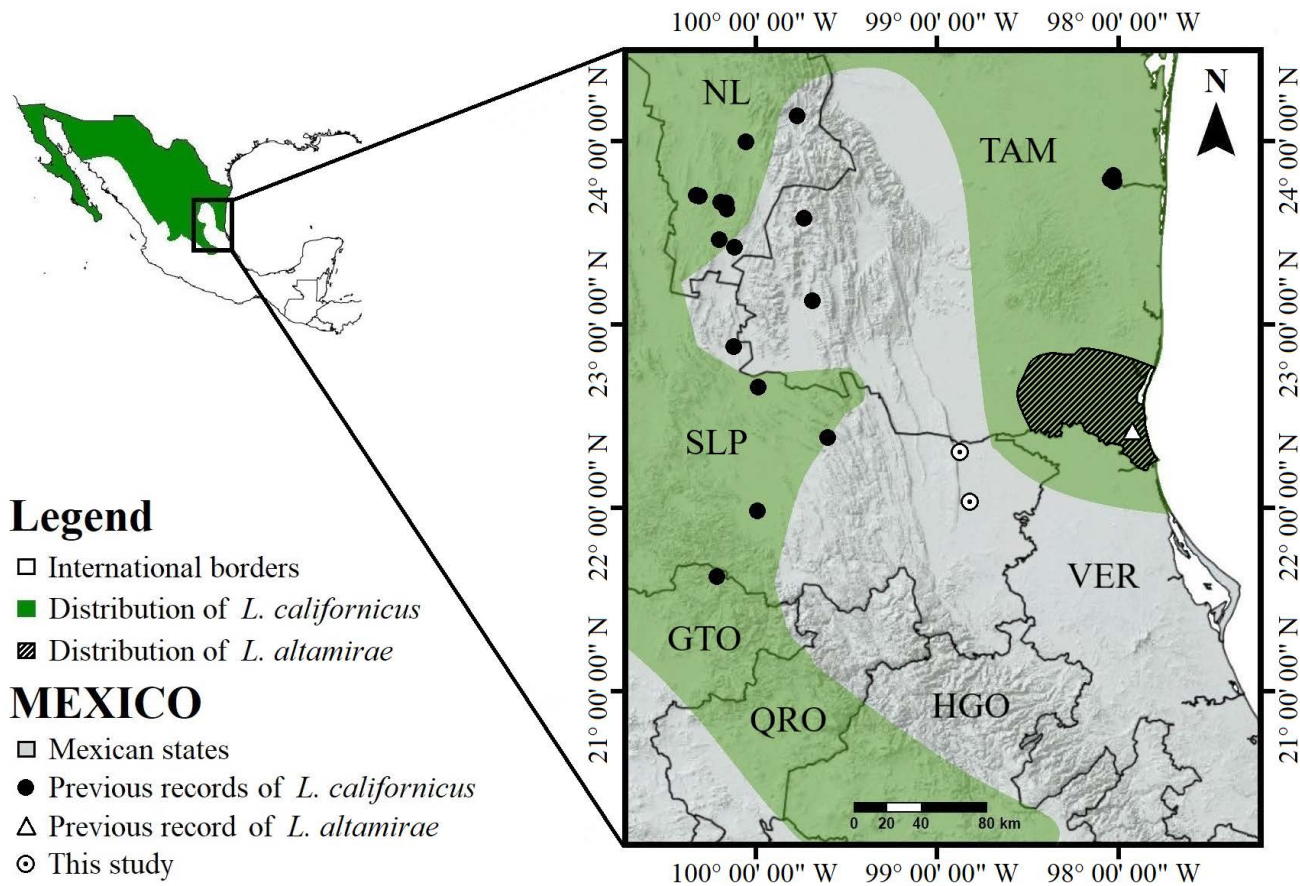 100° 00' 00" W
99° 00' 00" W
98° 00' 00" W
N
NL
TAM
24° 00' 00" N
24° 00' 00" N
23° 00' 00" N
23° 00' 00" N
SLP
22° 00' 00" N
22° 00' 00" N
VER
GTO
21° 00' 00" N
21° 00' 00" N
QRO
HGO
0 20 40 80 km
100° 00' 00" W
99° 00' 00" W
98° 00' 00" W
Legend
International borders
Distribution of L. californicus
Distribution of L. altamirae
MEXICO
Mexican states
Previous records of L. californicus
Previous record of L. altamirae
This study